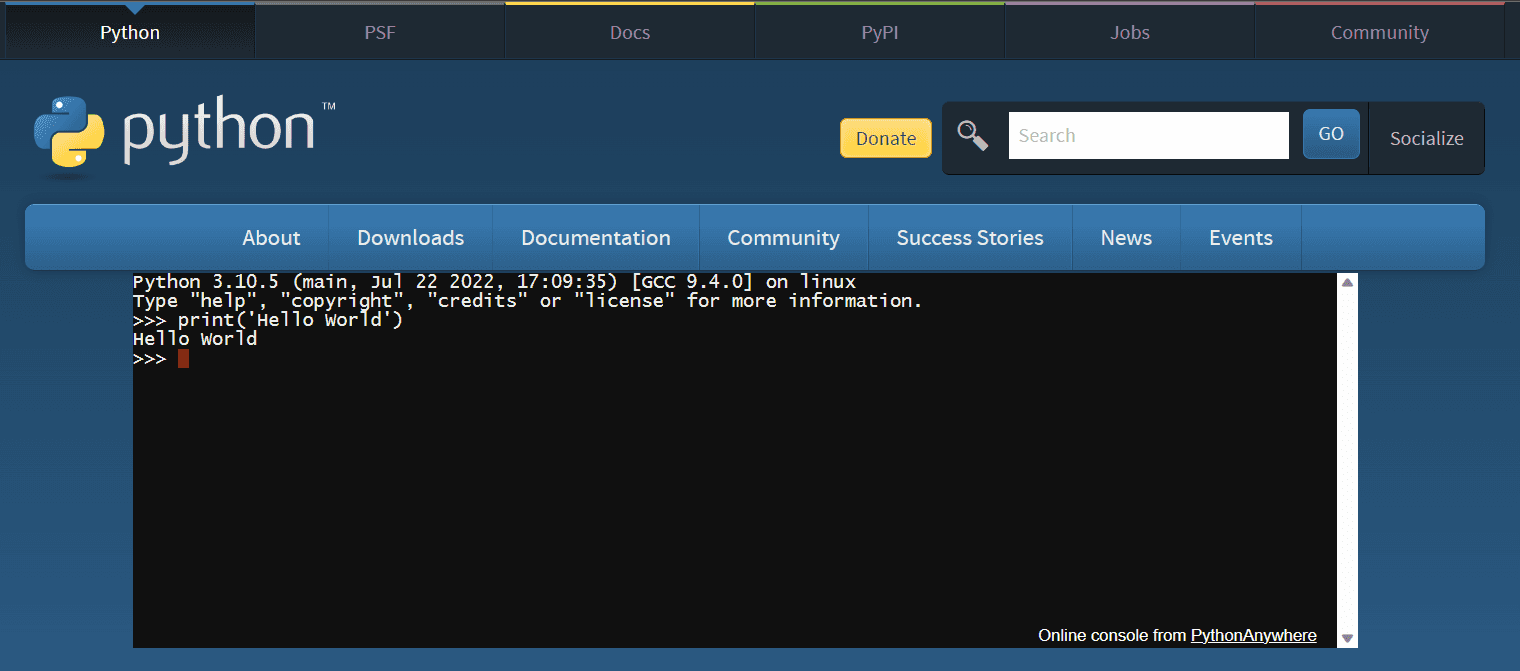 Python PSF Docs PyPI Jobs Community
python™
Donate Search GO Socialize
About Downloads Documentation Community Success Stories News Events
Python 3.10.5 (main, Jul 22 2022, 17:09:35) [GCC 9.4.0] on linux
Type "help", "copyright", "credits" or "license" for more information.
>>> print('Hello World')
Hello World
>>>
Online console from PythonAnywhere